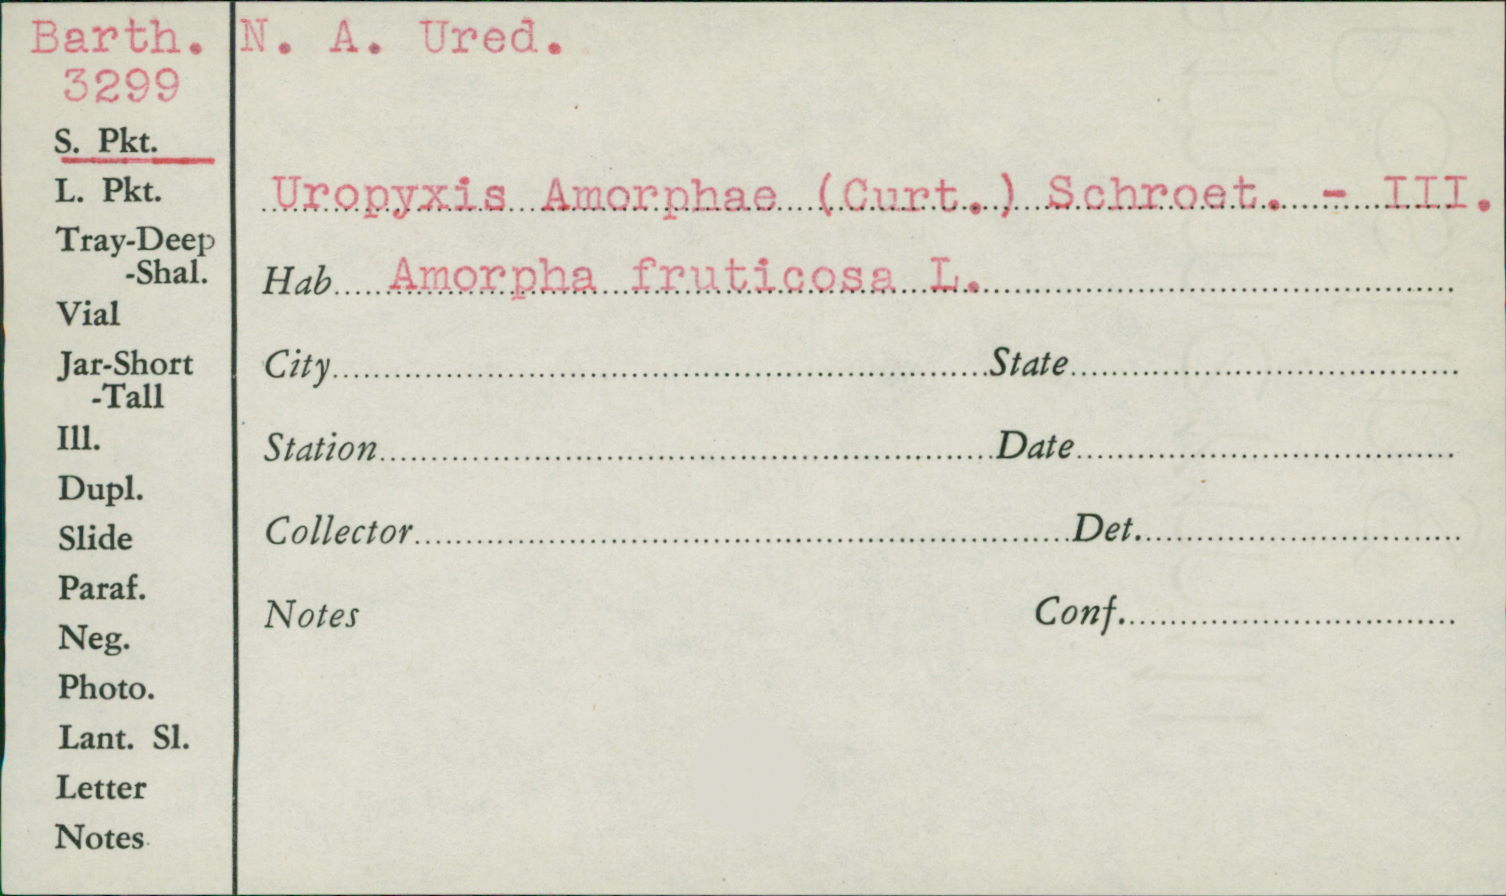 Barth. N. A. Ured.
3299
S. Pkt.
L. Pkt.
Tray-Deep
-Shal.
Vial
Jar-Short
-Tall
Ill.
Dupl.
Slide
Paraf.
Neg.
Photo.
Lant. Sl.
Letter
Notes
Uropyxis Amorphae (Curt.) Schroet. - III.
Hab Amorpha fruticosa L.
City State
Station Date
Collector Det.
Notes Conf.